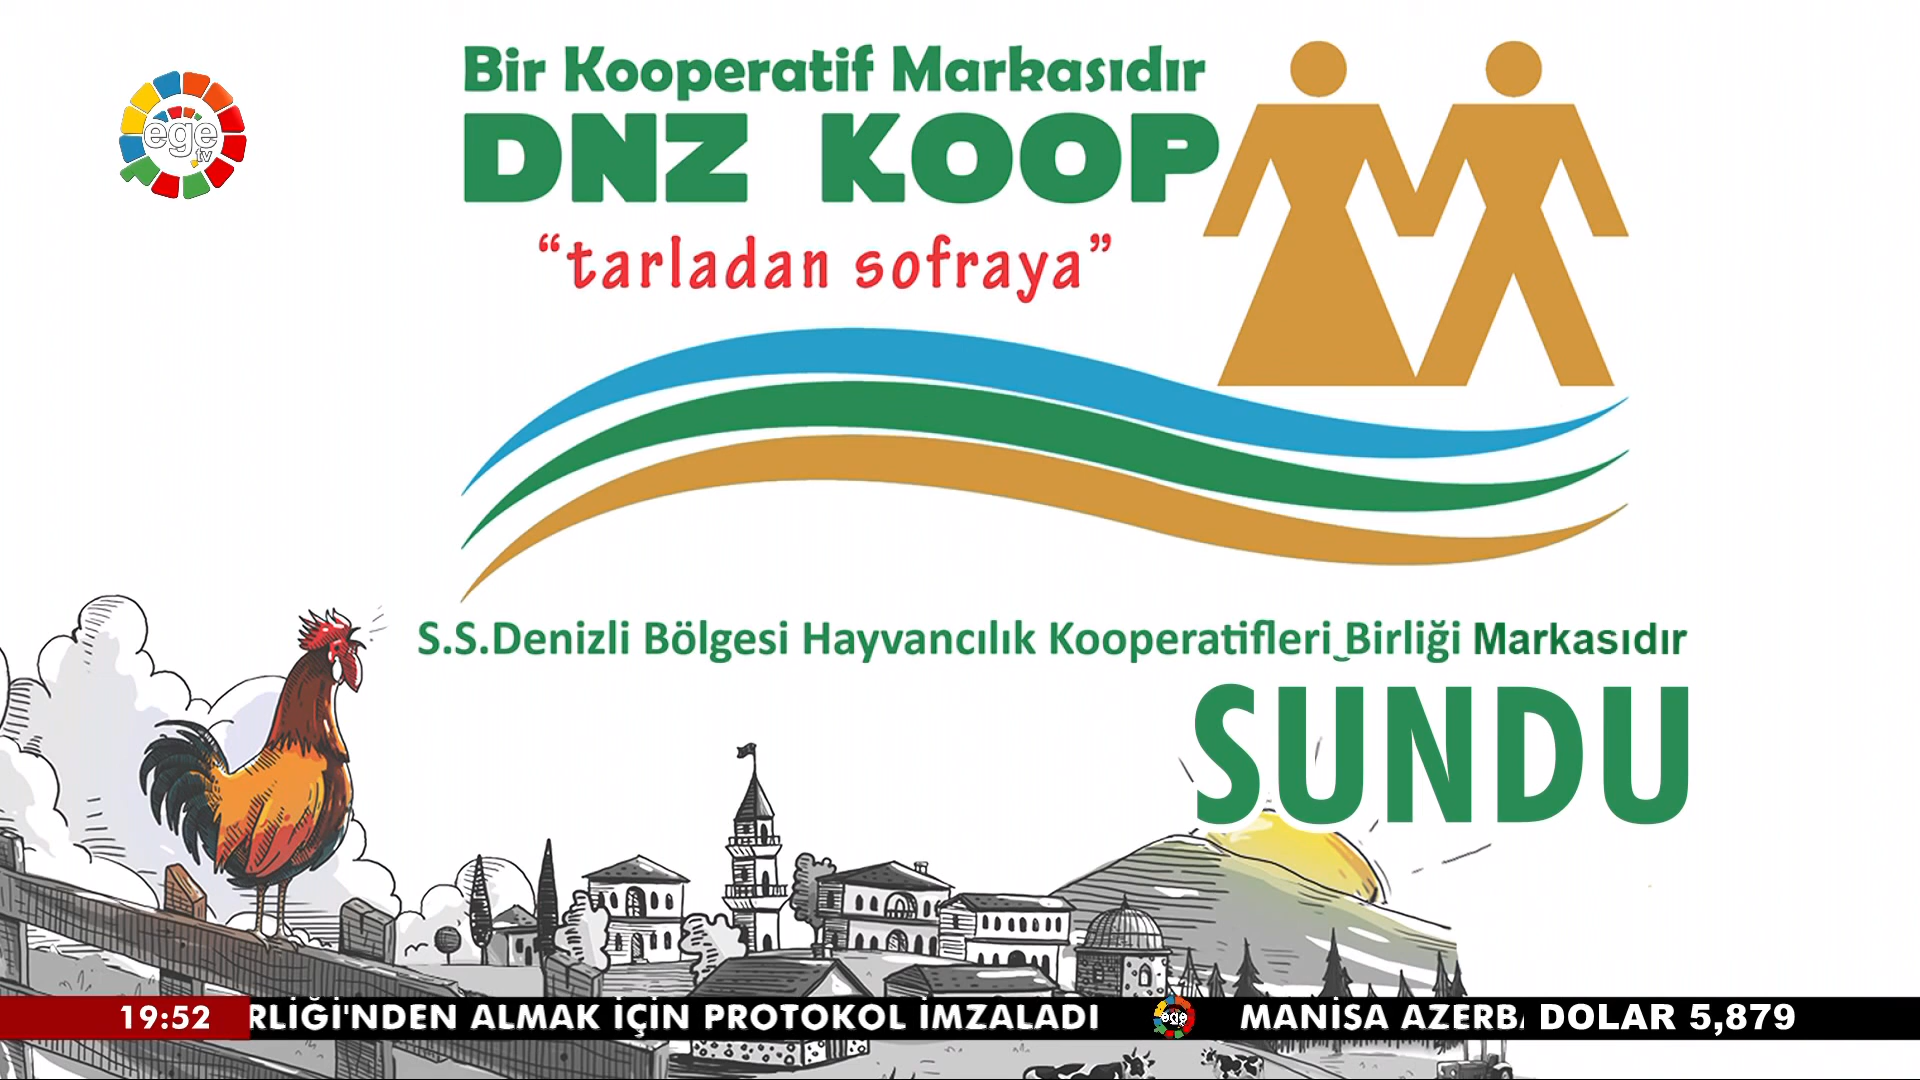 Bir Kooperatif Markasıdır
ege tv
DNZ KOOP
"tarladan sofraya"
S.S.Denizli Bölgesi Hayvancılık Kooperatifleri Birliği Markasıdır
SUNDU
19:52 RLİĞİ'NDEN ALMAK İÇİN PROTOKOL İMZALADI ege MANİSA AZERB DOLAR 5,879